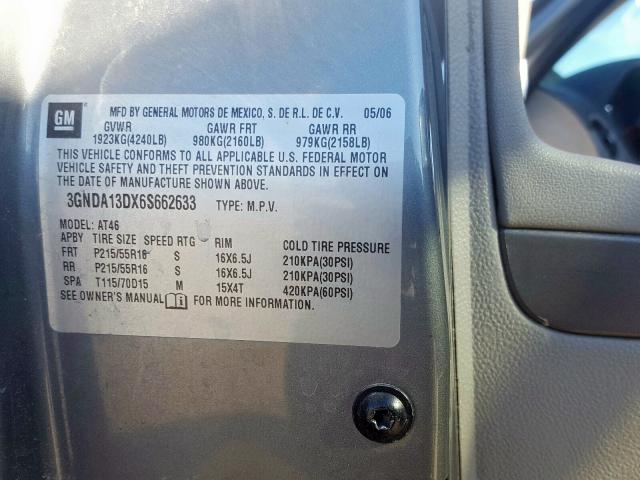 GM
MFD BY GENERAL MOTORS DE MEXICO, S. DE R.L. DE C.V. 05/06
GVWR GAWR FRT GAWR RR
1923KG(4240LB) 980KG(2160LB) 979KG(2158LB)
THIS VEHICLE CONFORMS TO ALL APPLICABLE U.S. FEDERAL MOTOR
VEHICLE SAFETY AND THEFT PREVENTION STANDARDS IN EFFECT ON
THE DATE OF MANUFACTURE SHOWN ABOVE.
3GNDA13DX6S662633 TYPE: M.P.V.
MODEL: AT46
APBY TIRE SIZE SPEED RTG RIM COLD TIRE PRESSURE
FRT P215/55R16 S 16X6.5J 210KPA(30PSI)
RR P215/55R16 S 16X6.5J 210KPA(30PSI)
SPA T115/70D15 M 15X4T 420KPA(60PSI)
SEE OWNER'S MANUAL FOR MORE INFORMATION.